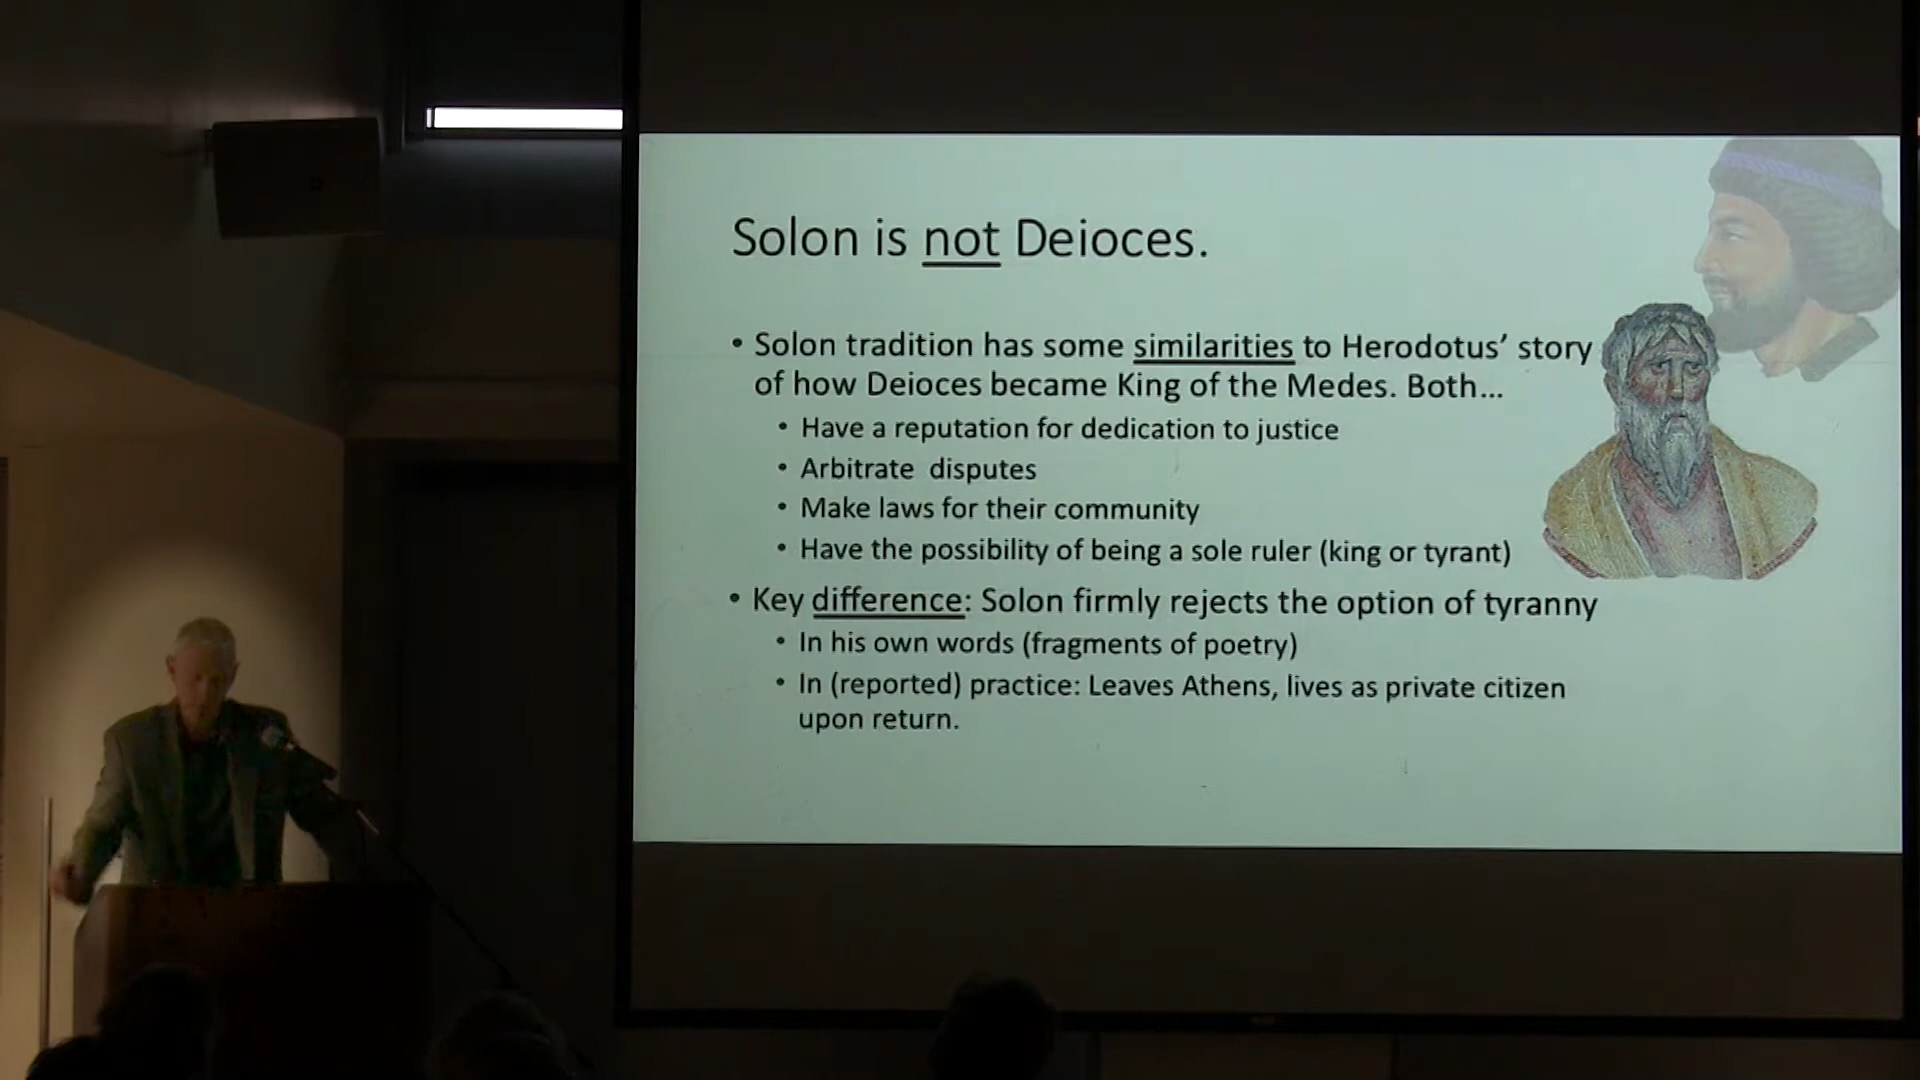 Solon is not Deioces.
• Solon tradition has some similarities to Herodotus’ story
of how Deioces became King of the Medes. Both...
• Have a reputation for dedication to justice
• Arbitrate disputes
• Make laws for their community
• Have the possibility of being a sole ruler (king or tyrant)
• Key difference: Solon firmly rejects the option of tyranny
• In his own words (fragments of poetry)
• In (reported) practice: Leaves Athens, lives as private citizen
upon return.